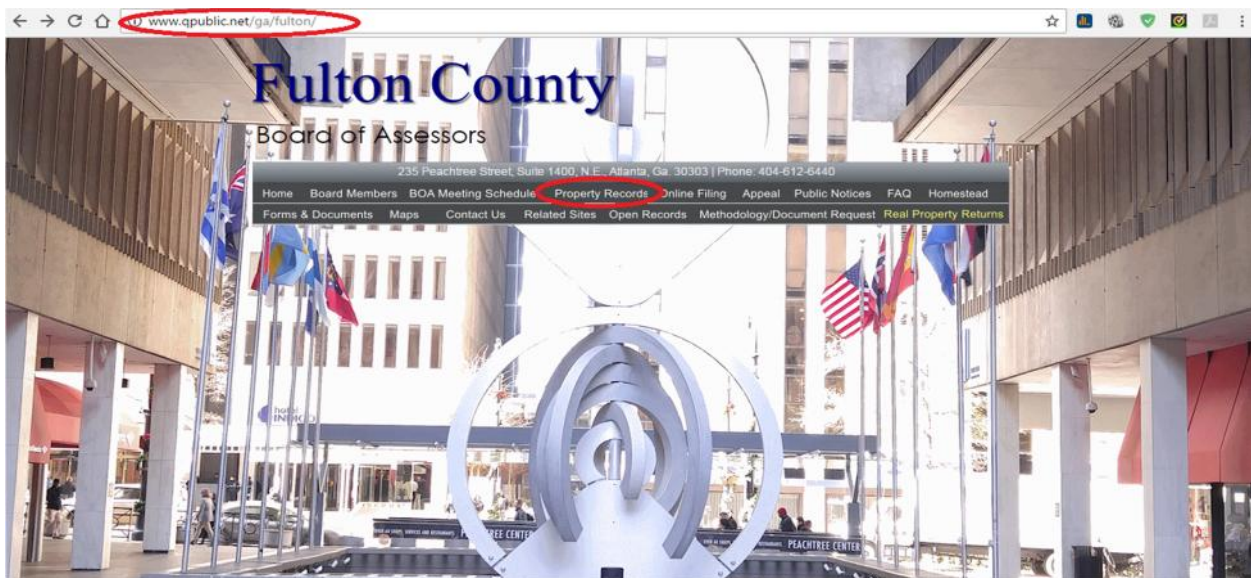 www.qpublic.net/ga/fulton/
Fulton County
Board of Assessors
235 Peachtree Street, Suite 1400, N.E., Atlanta, Ga. 30303 | Phone: 404-612-6440
Home Board Members BOA Meeting Schedule Property Records Online Filing Appeal Public Notices FAQ Homestead
Forms & Documents Maps Contact Us Related Sites Open Records Methodology/Document Request Real Property Returns
hotel
INDIGO
PEACHTREE CENTER
PEACHTREE CENTER